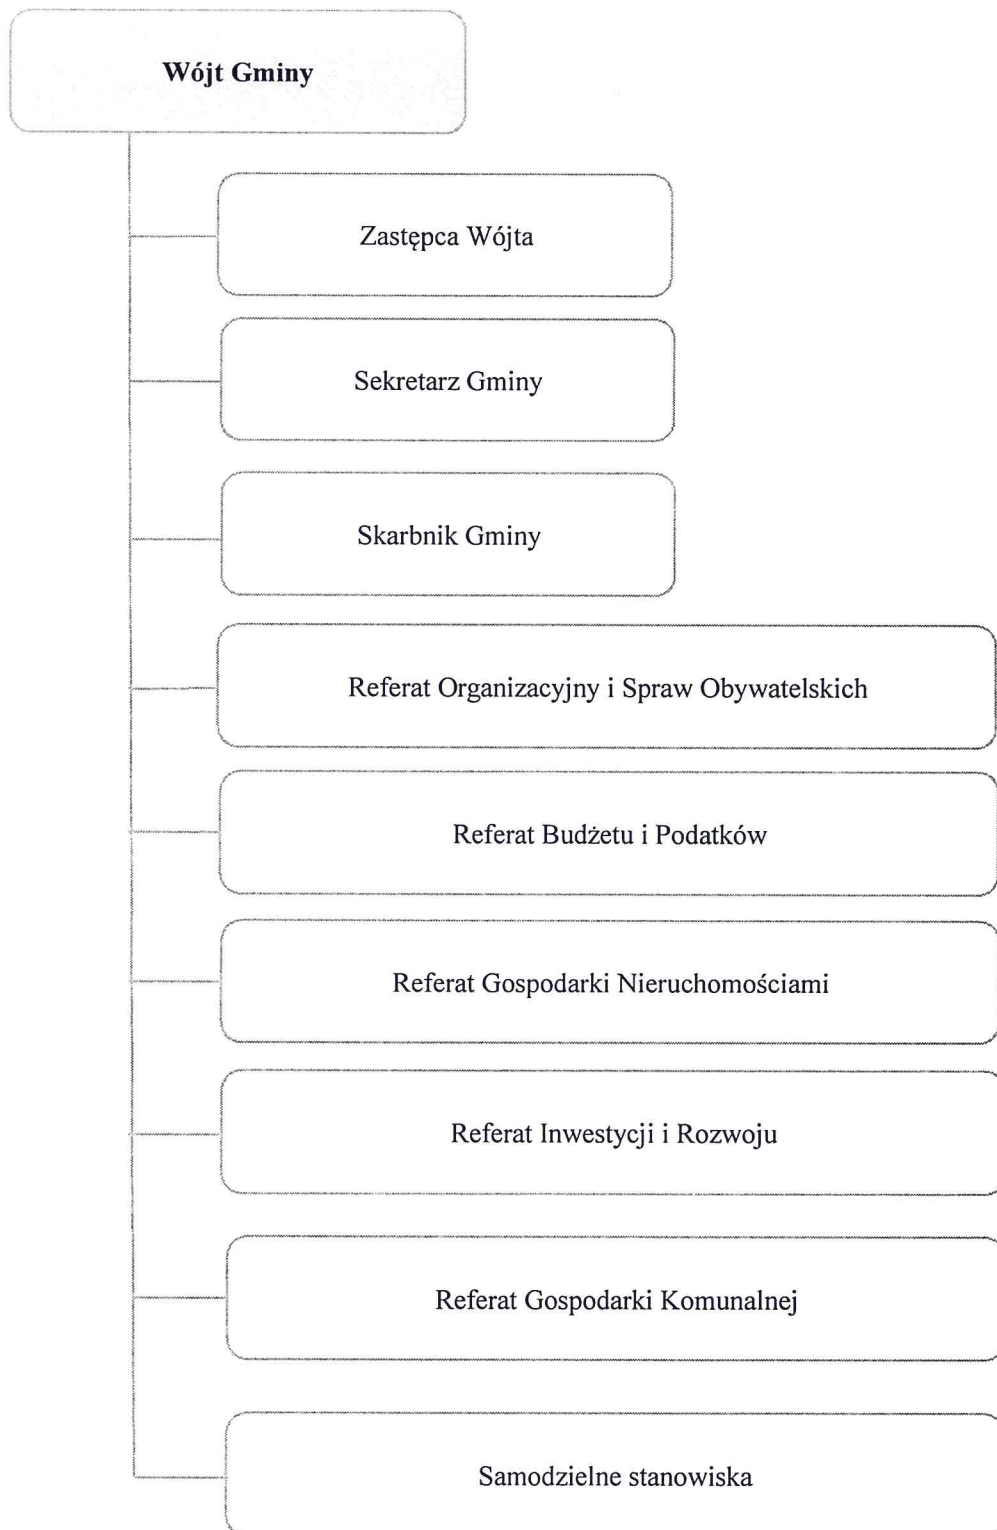 Wójt Gminy
Zastępca Wójta
Sekretarz Gminy
Skarbnik Gminy
Referat Organizacyjny i Spraw Obywatelskich
Referat Budżetu i Podatków
Referat Gospodarki Nieruchomościami
Referat Inwestycji i Rozwoju
Referat Gospodarki Komunalnej
Samodzielne stanowiska